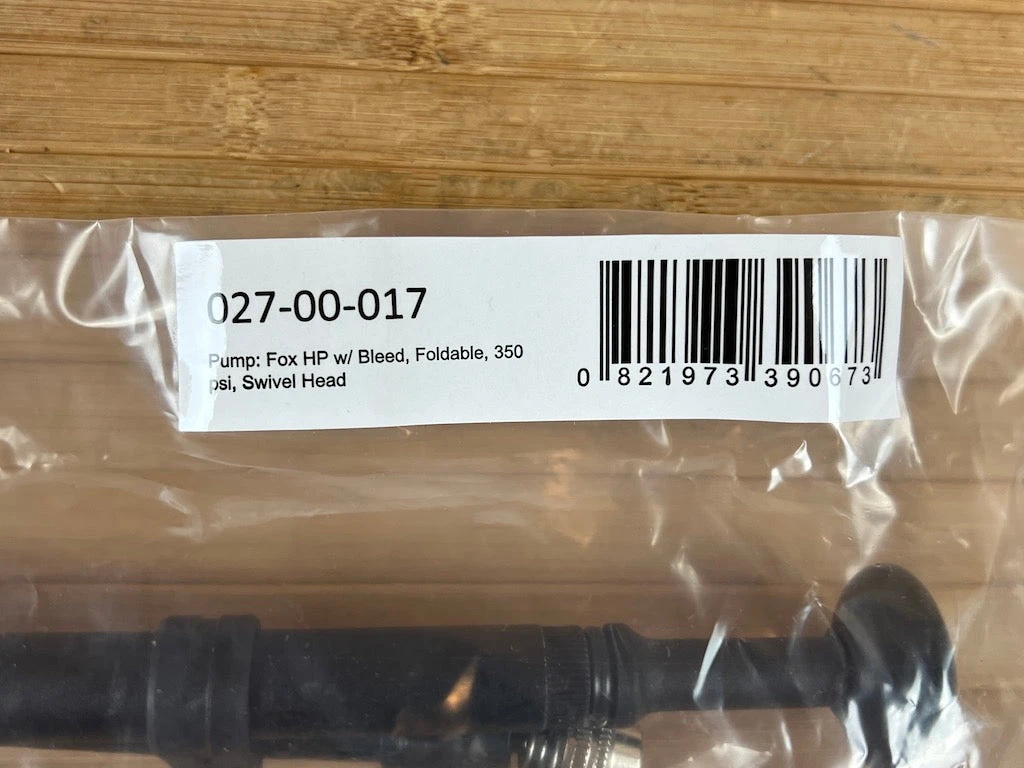 027-00-017
Pump: Fox HP w/ Bleed, Foldable, 350
psi, Swivel Head
0 821973 390673